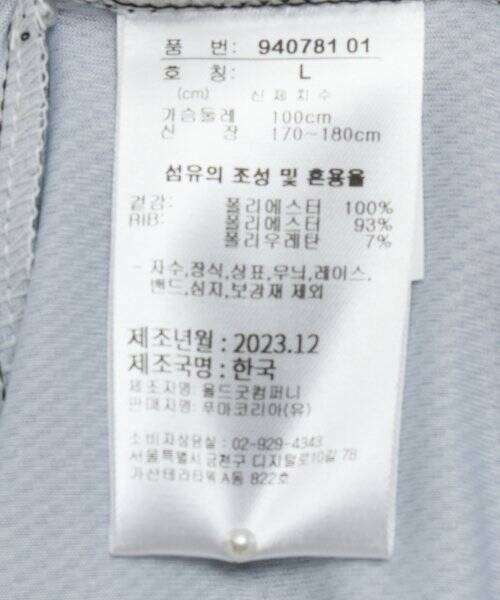 품 번: 940781 01
호 칭: L
(cm) 신 체 치 수
가슴둘레 100cm
신 장 170~180cm
섬유의 조성 및 혼용율
겉감: 폴리에스터 100%
RIB: 폴리에스터 93%
폴리우레탄 7%
- 자수,장식,상표,무늬,레이스,
밴드,심지,보강재 제외
제조년월 : 2023.12
제조국명 : 한국
제조자명: 올드굿컴퍼니
판매자명: 푸마코리아(유)
소비자상담실 : 02-929-4343
서울특별시 금천구 디지털로10길 78
가산테라타워 A동 822호